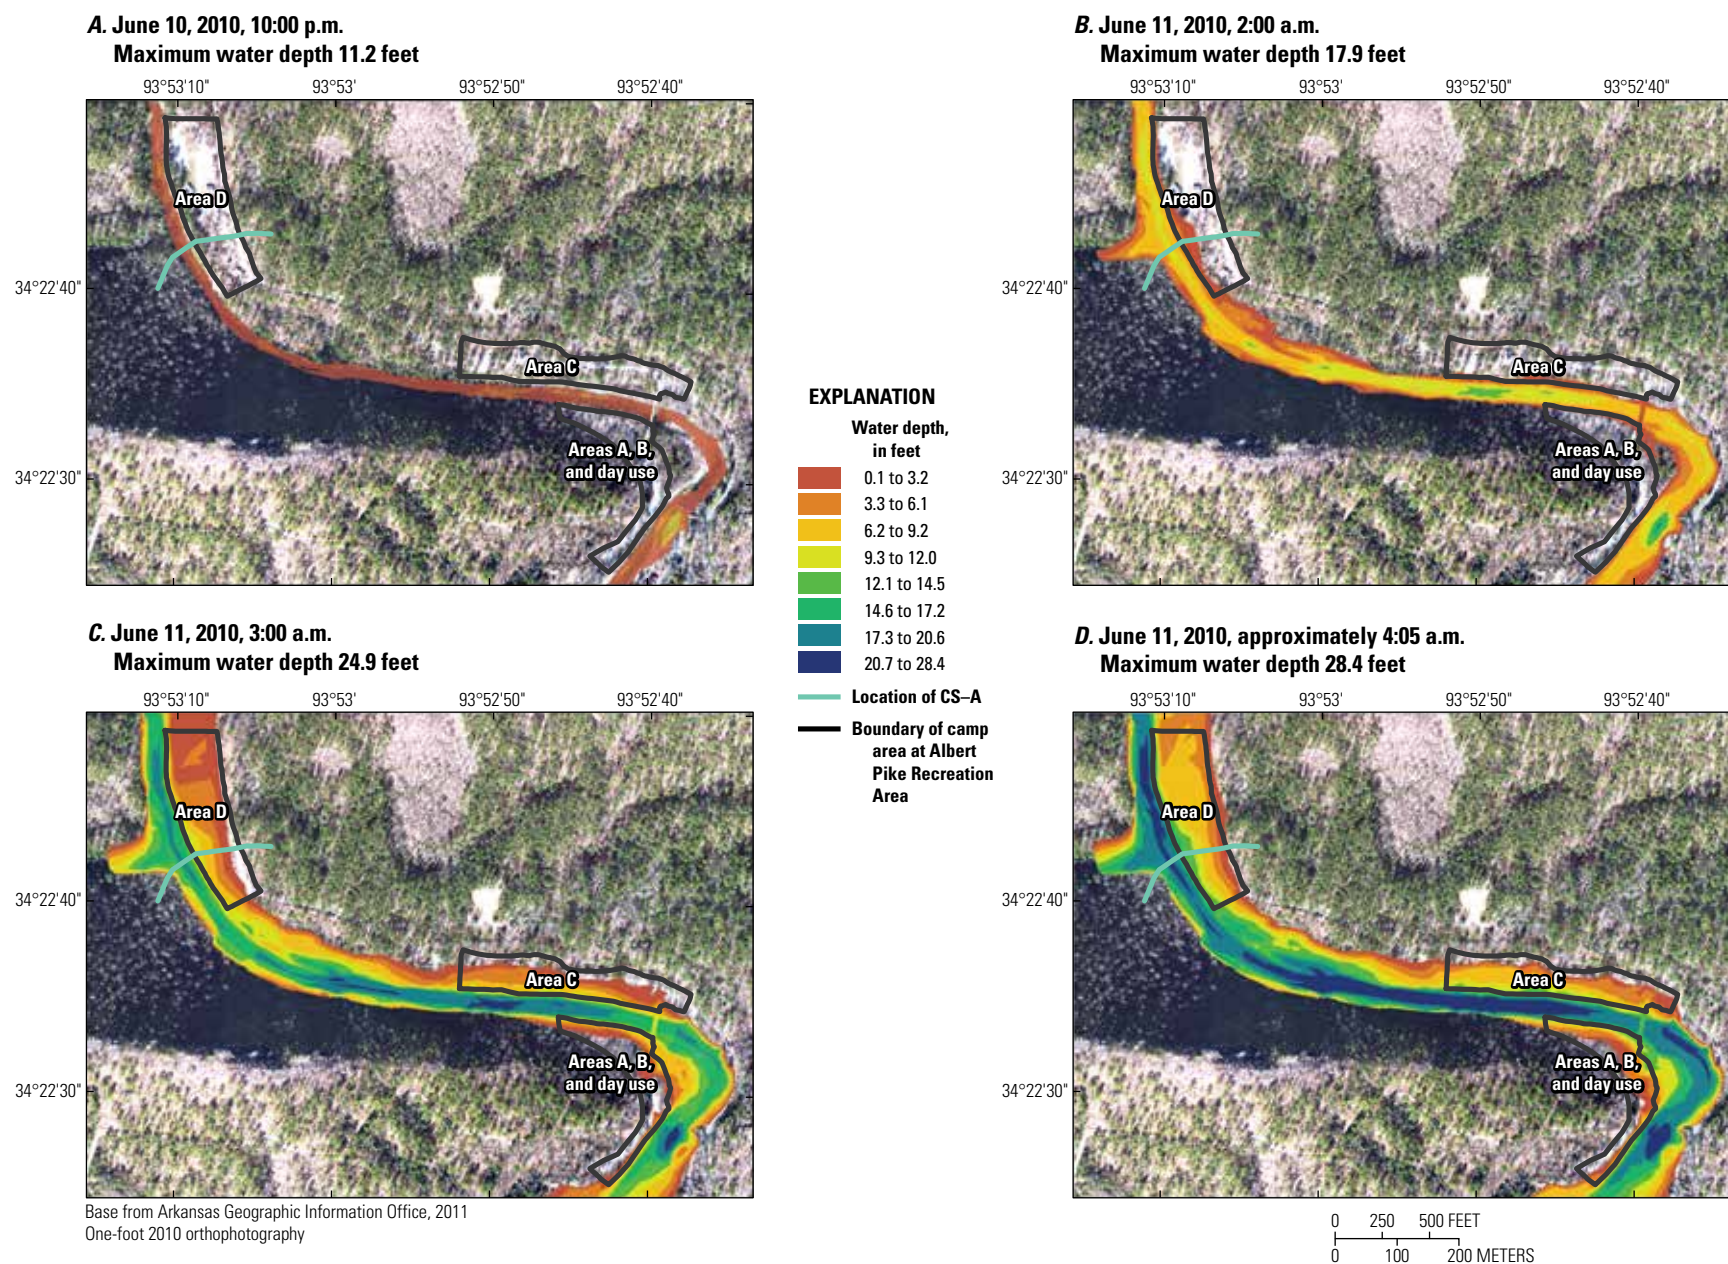 A. June 10, 2010, 10:00 p.m.
Maximum water depth 11.2 feet
93°53'10"
93°53'
93°52'50"
93°52'40"
34°22'40"
34°22'30"
Area D
Area C
Areas A, B,
and day use
B. June 11, 2010, 2:00 a.m.
Maximum water depth 17.9 feet
93°53'10"
93°53'
93°52'50"
93°52'40"
34°22'40"
34°22'30"
Area D
Area C
Areas A, B,
and day use
EXPLANATION
Water depth,
in feet
0.1 to 3.2
3.3 to 6.1
6.2 to 9.2
9.3 to 12.0
12.1 to 14.5
14.6 to 17.2
17.3 to 20.6
20.7 to 28.4
Location of CS–A
Boundary of camp
area at Albert
Pike Recreation
Area
C. June 11, 2010, 3:00 a.m.
Maximum water depth 24.9 feet
93°53'10"
93°53'
93°52'50"
93°52'40"
34°22'40"
34°22'30"
Area D
Area C
Areas A, B,
and day use
D. June 11, 2010, approximately 4:05 a.m.
Maximum water depth 28.4 feet
93°53'10"
93°53'
93°52'50"
93°52'40"
34°22'40"
34°22'30"
Area D
Area C
Areas A, B,
and day use
Base from Arkansas Geographic Information Office, 2011
One-foot 2010 orthophotography
0 250 500 FEET
0 100 200 METERS